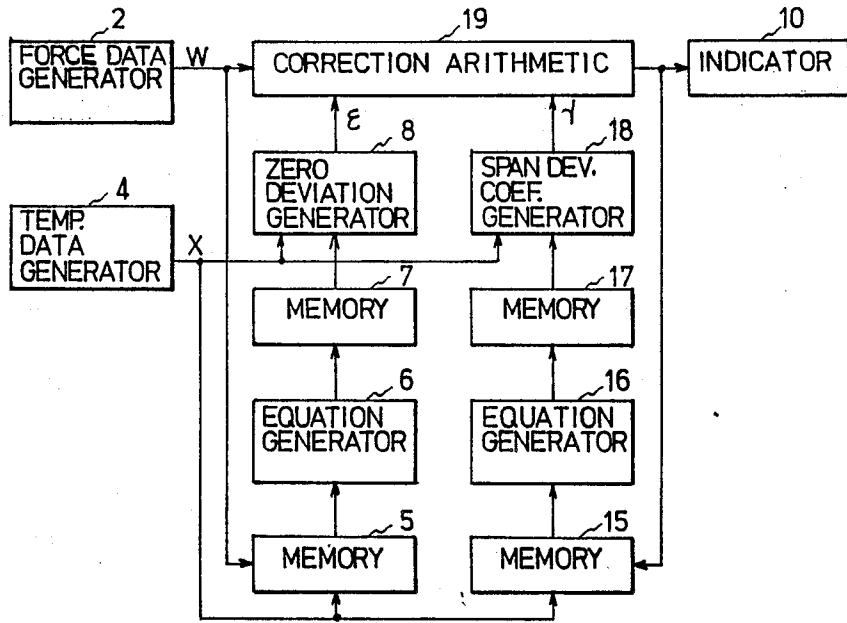 2
19
10
FORCE DATA
GENERATOR
W
CORRECTION ARITHMETIC
INDICATOR
ε
γ
8
18
ZERO
DEVIATION
GENERATOR
SPAN DEV.
COEF.
GENERATOR
4
TEMP.
DATA
GENERATOR
X
7
17
MEMORY
MEMORY
6
16
EQUATION
GENERATOR
EQUATION
GENERATOR
5
15
MEMORY
MEMORY